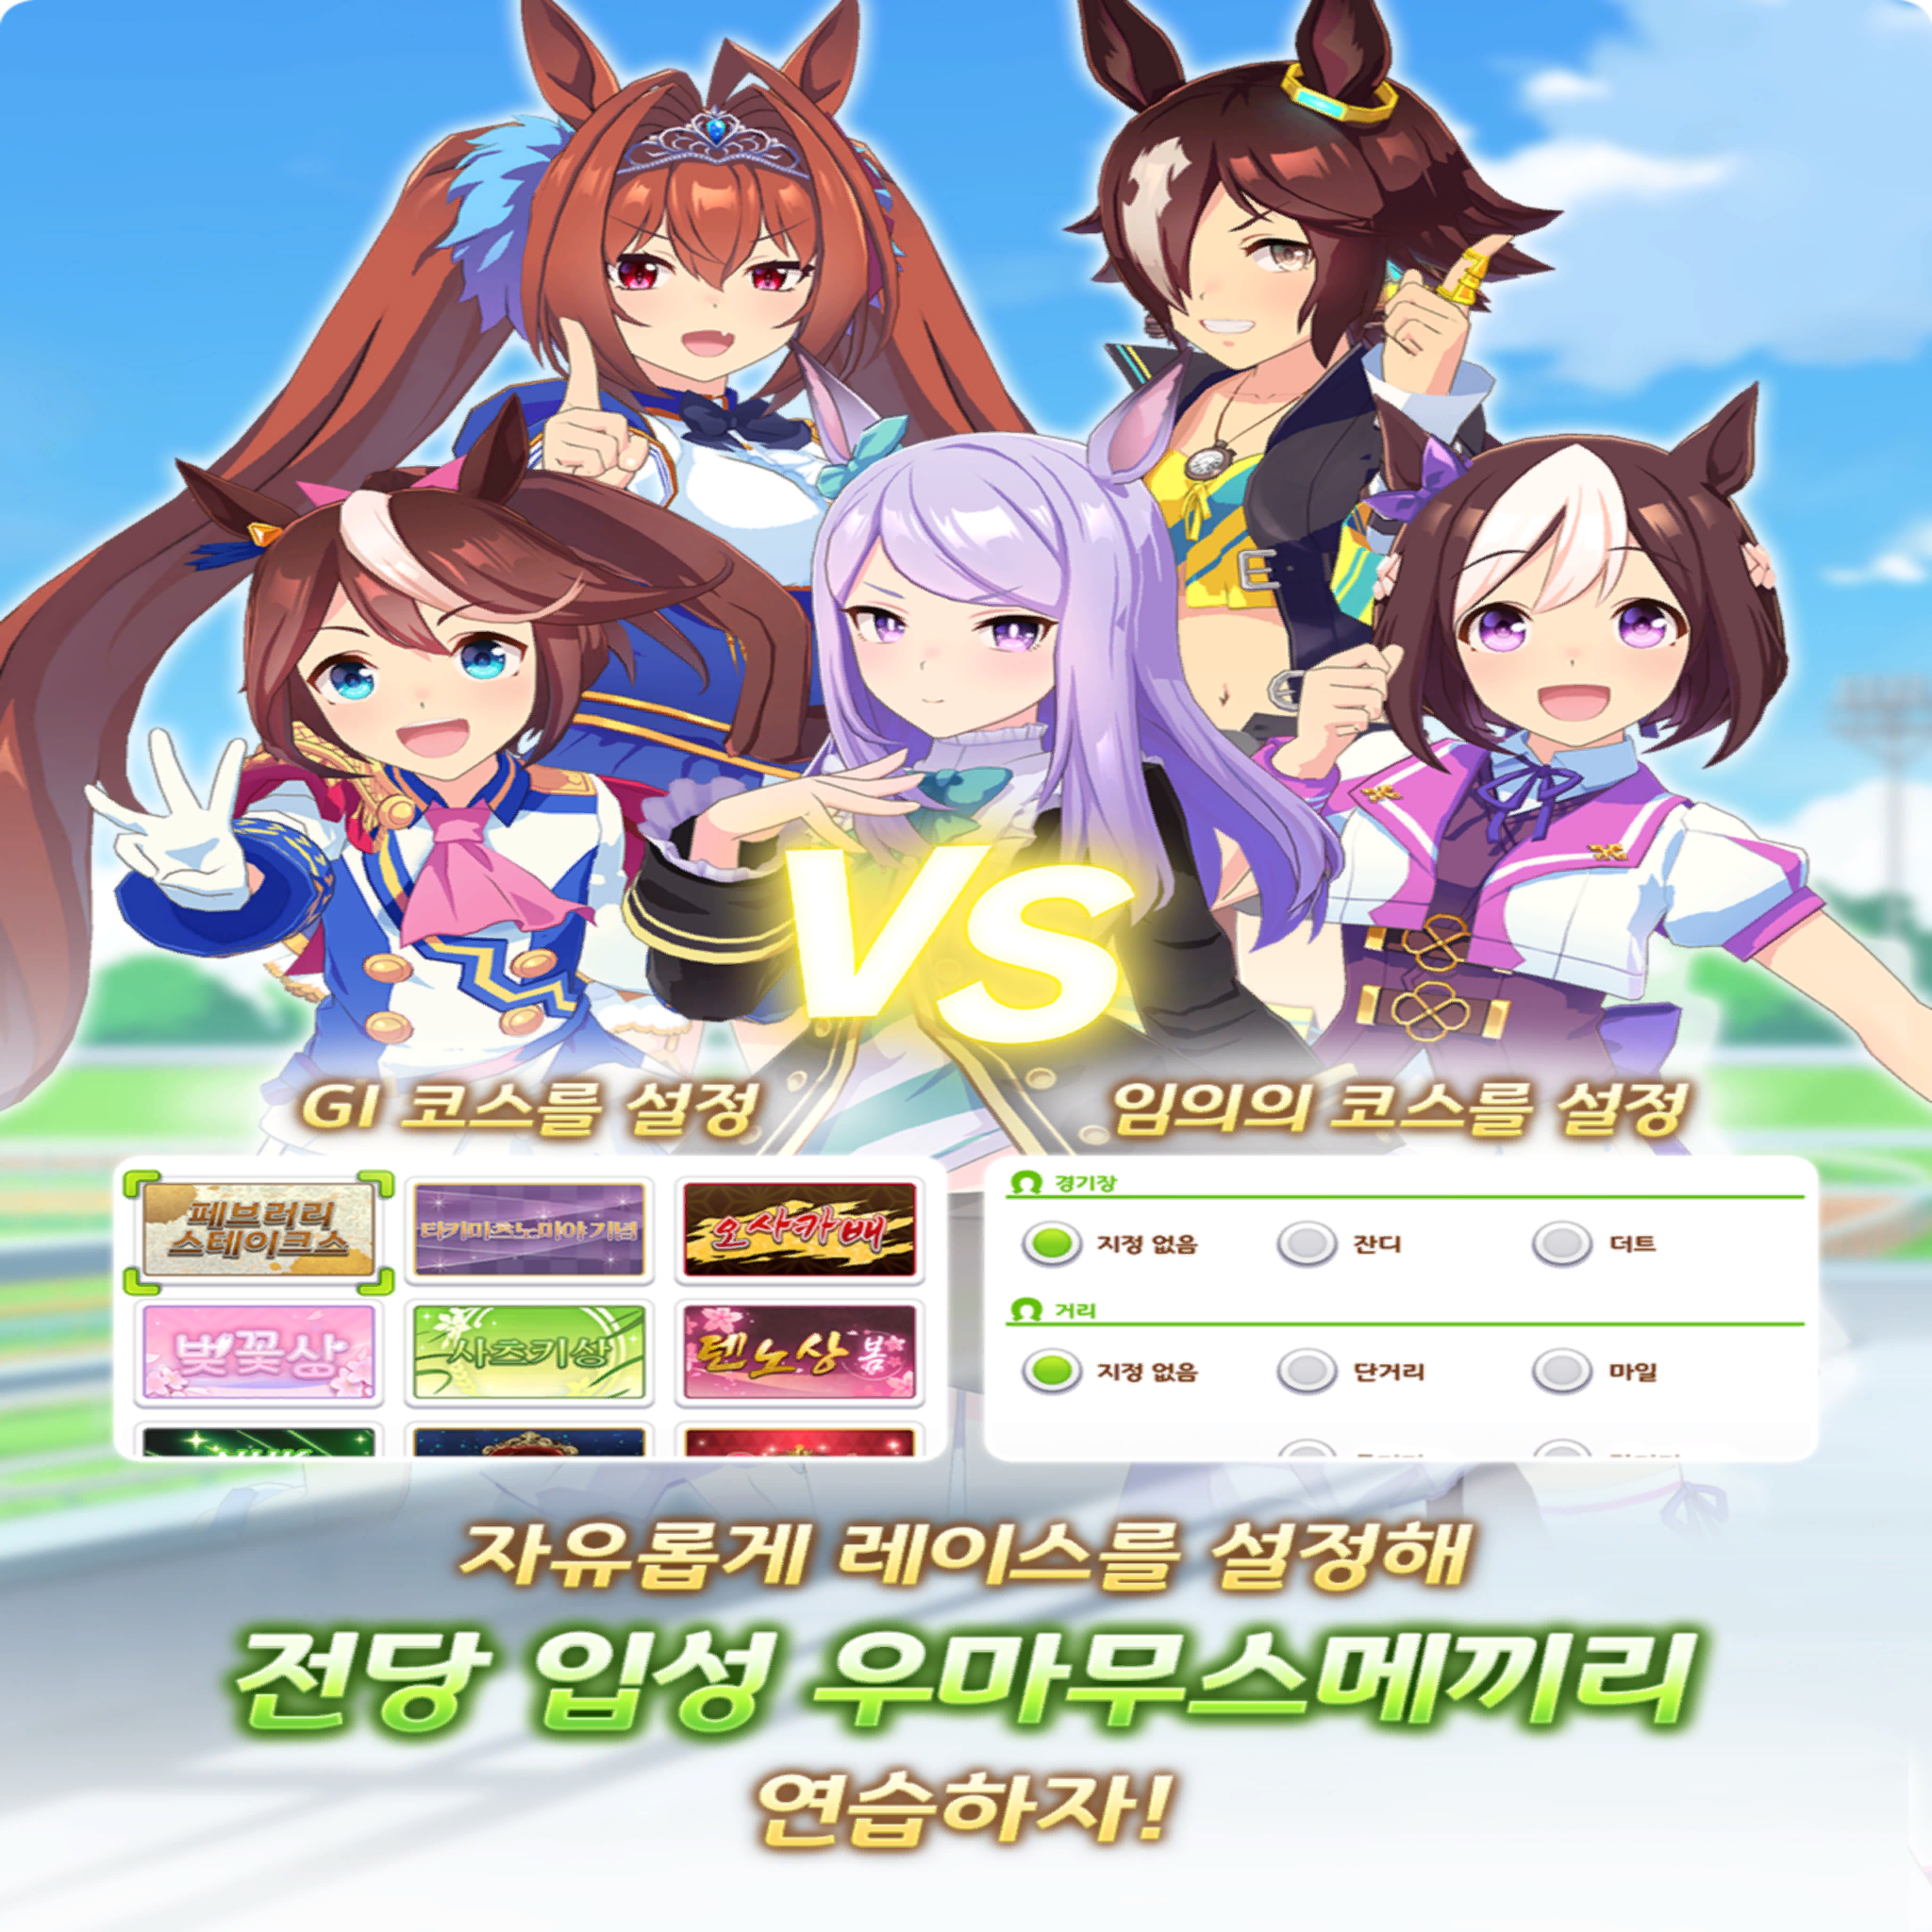 VS
GI 코스를 설정
임의의 코스를 설정
페브러리
스테이크스
타카마츠노미야 기념
오사카배
벚꽃상
사츠키상
텐노상 봄
경기장
지정 없음
잔디
더트
거리
지정 없음
단거리
마일
자유롭게 레이스를 설정해
전당 입성 우마무스메끼리
연습하자!